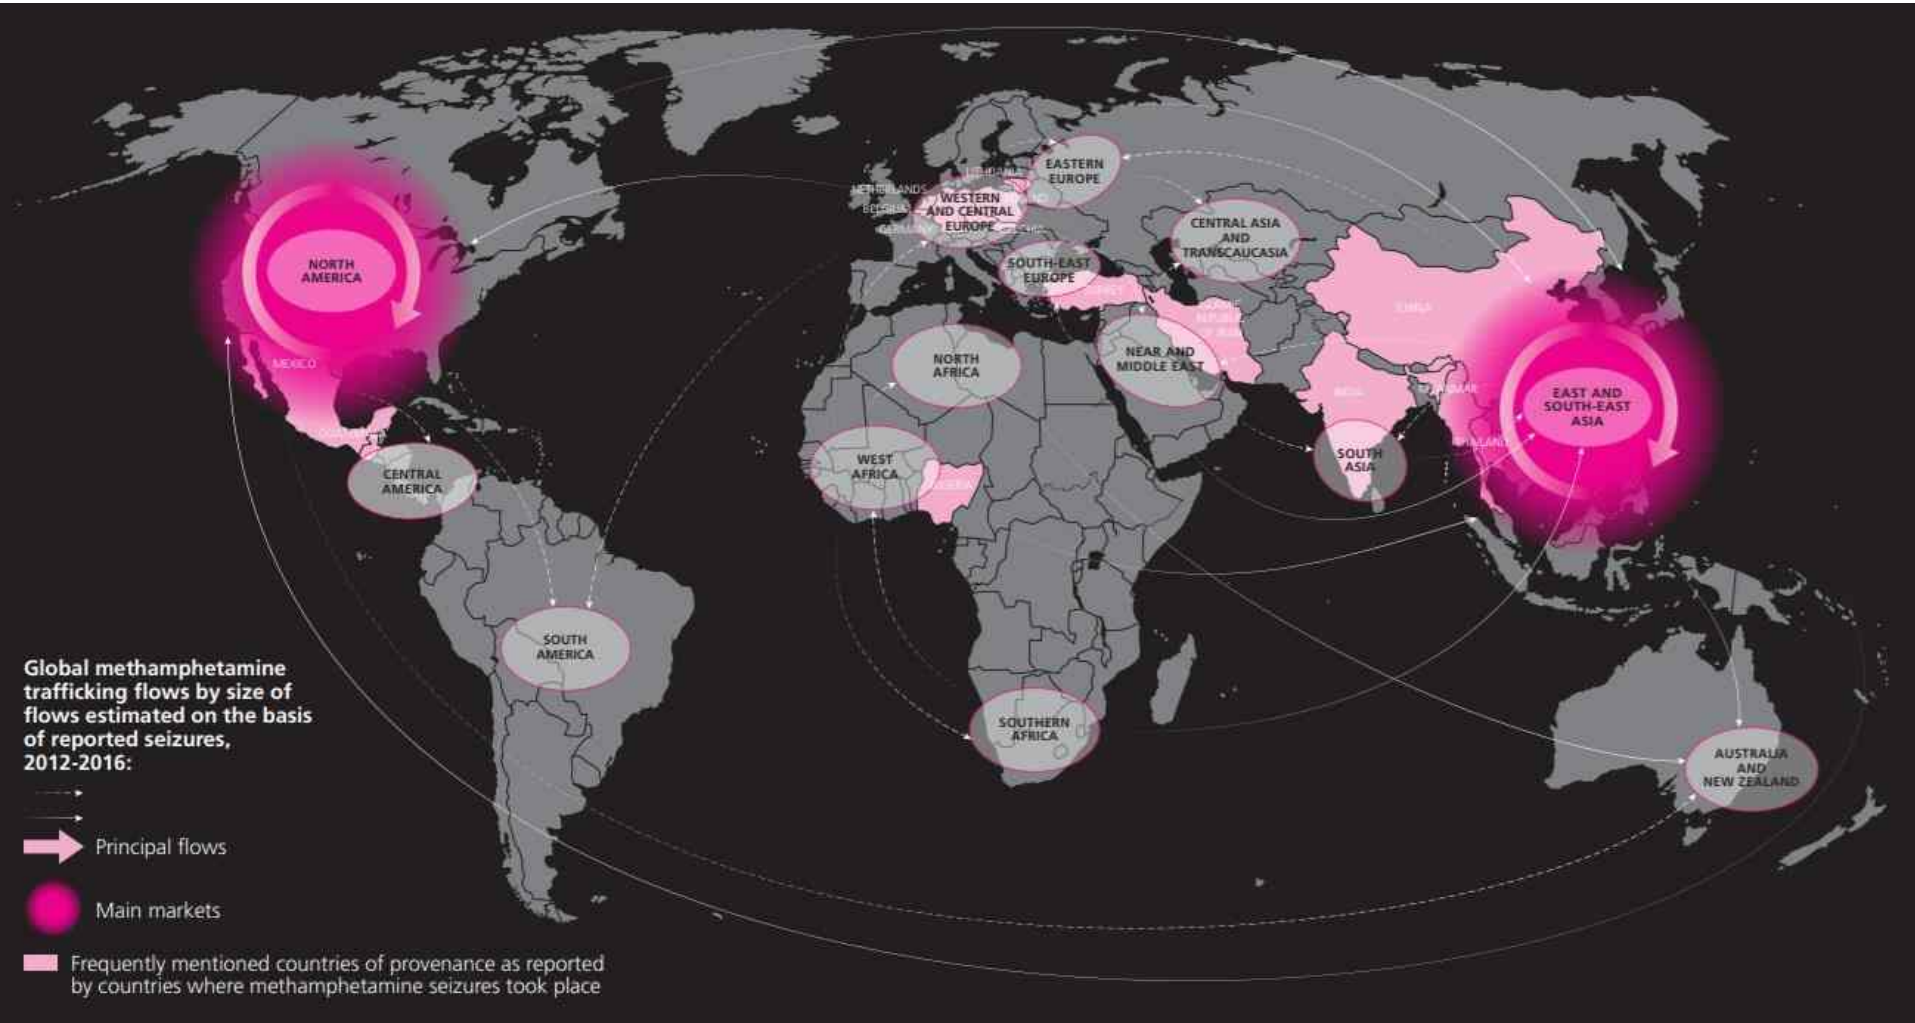 EASTERN
EUROPE
NETHERLANDS
WESTERN
AND CENTRAL
EUROPE
CENTRAL ASIA
AND
TRANSCAUCASIA
NORTH
AMERICA
SOUTH-EAST
EUROPE
TURKEY
CHINA
NORTH
AFRICA
NEAR AND
MIDDLE EAST
MEXICO
INDIA
EAST AND
SOUTH-EAST
ASIA
THAILAND
WEST
AFRICA
SOUTH
ASIA
CENTRAL
AMERICA
SOUTH
AMERICA
SOUTHERN
AFRICA
AUSTRALIA
AND
NEW ZEALAND
Global methamphetamine
trafficking flows by size of
flows estimated on the basis
of reported seizures,
2012-2016:
Principal flows
Main markets
Frequently mentioned countries of provenance as reported
by countries where methamphetamine seizures took place